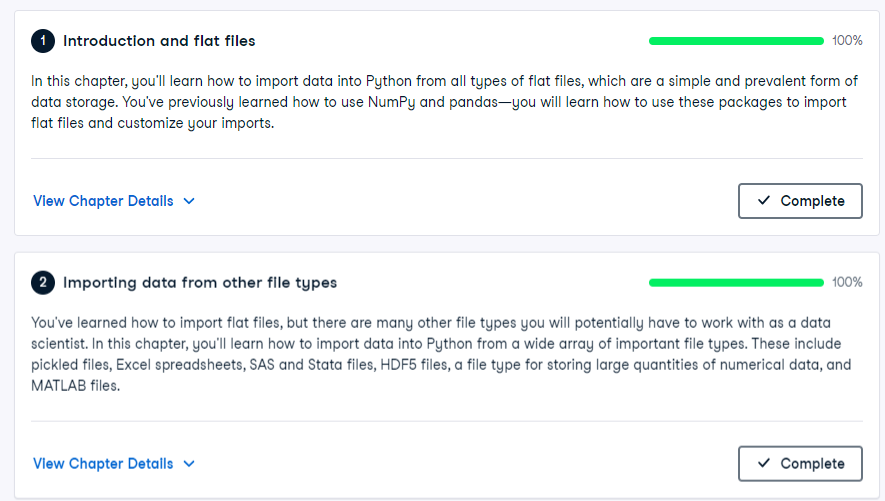 1 Introduction and flat files 100%
In this chapter, you'll learn how to import data into Python from all types of flat files, which are a simple and prevalent form of
data storage. You've previously learned how to use NumPy and pandas—you will learn how to use these packages to import
flat files and customize your imports.
View Chapter Details Complete
2 Importing data from other file types 100%
You've learned how to import flat files, but there are many other file types you will potentially have to work with as a data
scientist. In this chapter, you'll learn how to import data into Python from a wide array of important file types. These include
pickled files, Excel spreadsheets, SAS and Stata files, HDF5 files, a file type for storing large quantities of numerical data, and
MATLAB files.
View Chapter Details Complete